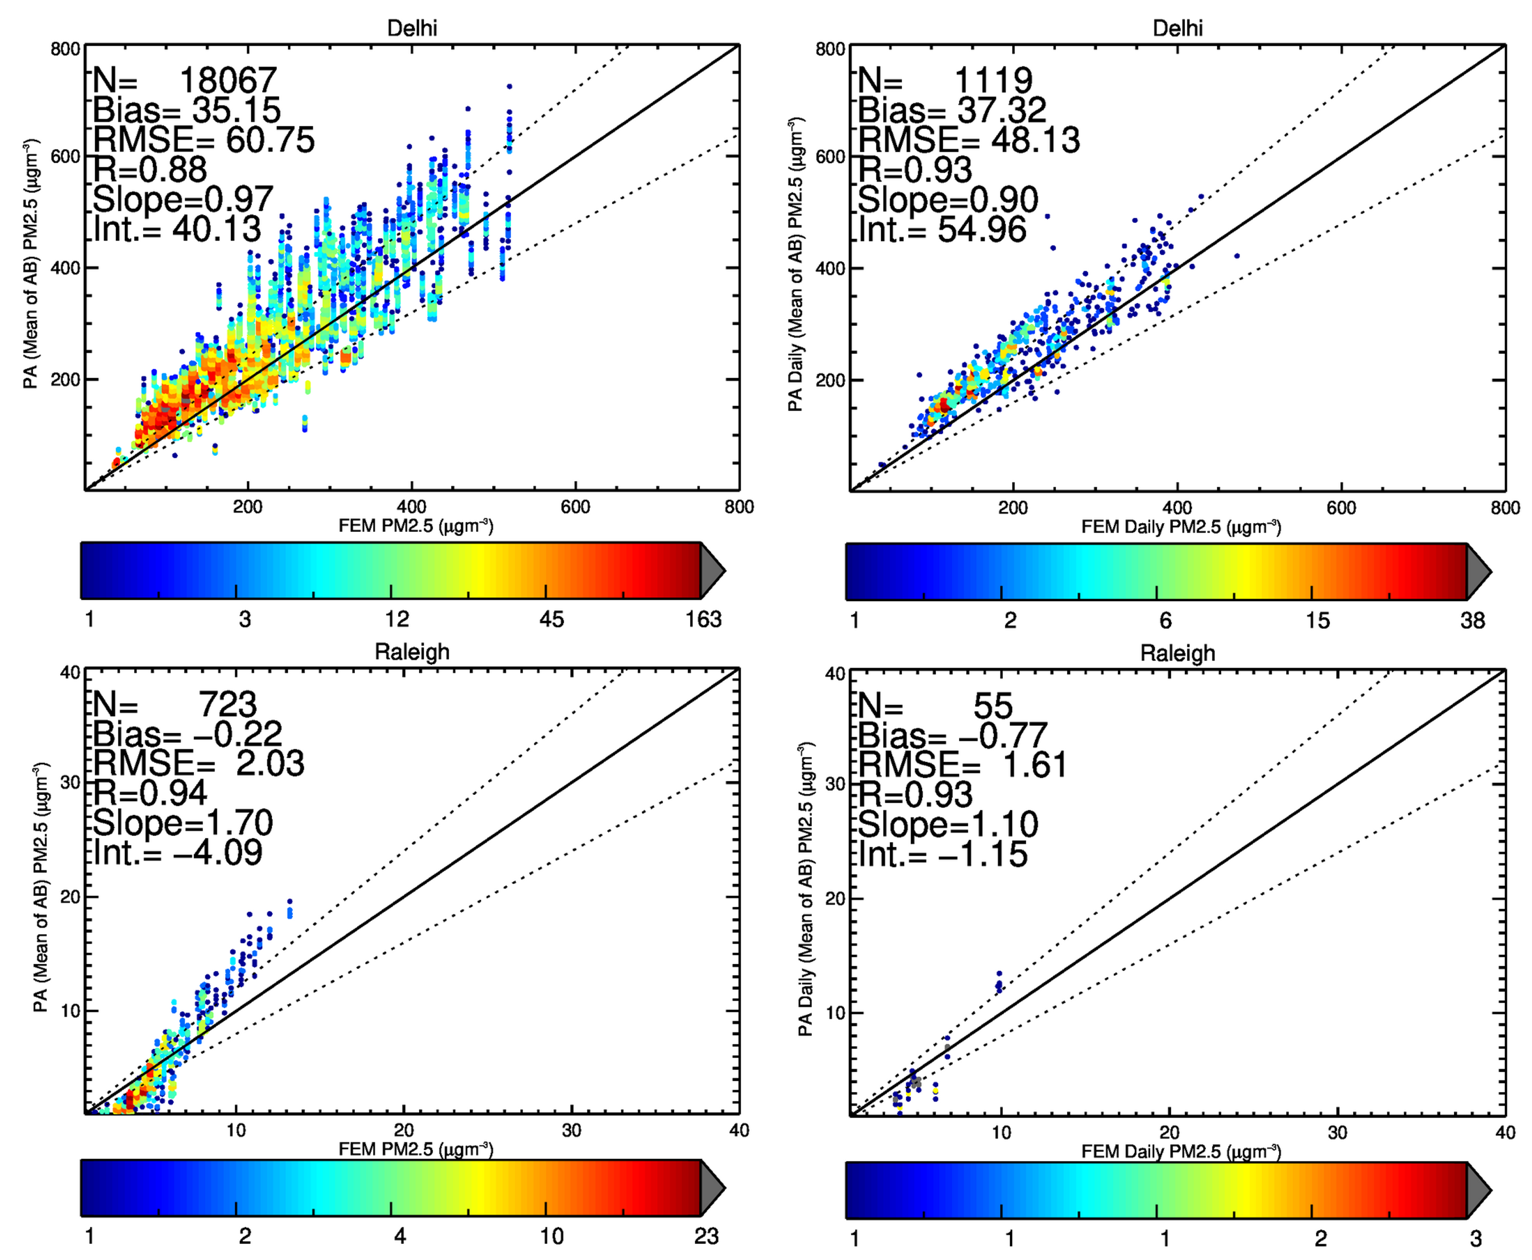 Delhi
800
600
400
200
N= 18067
Bias= 35.15
RMSE= 60.75
R=0.88
Slope=0.97
Int.= 40.13
PA (Mean of AB) PM2.5 (µgm⁻³)
200 400 600 800
FEM PM2.5 (µgm⁻³)
1 3 12 45 163
Delhi
800
600
400
200
N= 1119
Bias= 37.32
RMSE= 48.13
R=0.93
Slope=0.90
Int.= 54.96
PA Daily (Mean of AB) PM2.5 (µgm⁻³)
200 400 600 800
FEM Daily PM2.5 (µgm⁻³)
1 2 6 15 38
Raleigh
40
30
20
10
N= 723
Bias= −0.22
RMSE= 2.03
R=0.94
Slope=1.70
Int.= −4.09
PA (Mean of AB) PM2.5 (µgm⁻³)
10 20 30 40
FEM PM2.5 (µgm⁻³)
1 2 4 10 23
Raleigh
40
30
20
10
N= 55
Bias= −0.77
RMSE= 1.61
R=0.93
Slope=1.10
Int.= −1.15
PA Daily (Mean of AB) PM2.5 (µgm⁻³)
10 20 30 40
FEM Daily PM2.5 (µgm⁻³)
1 1 1 2 3